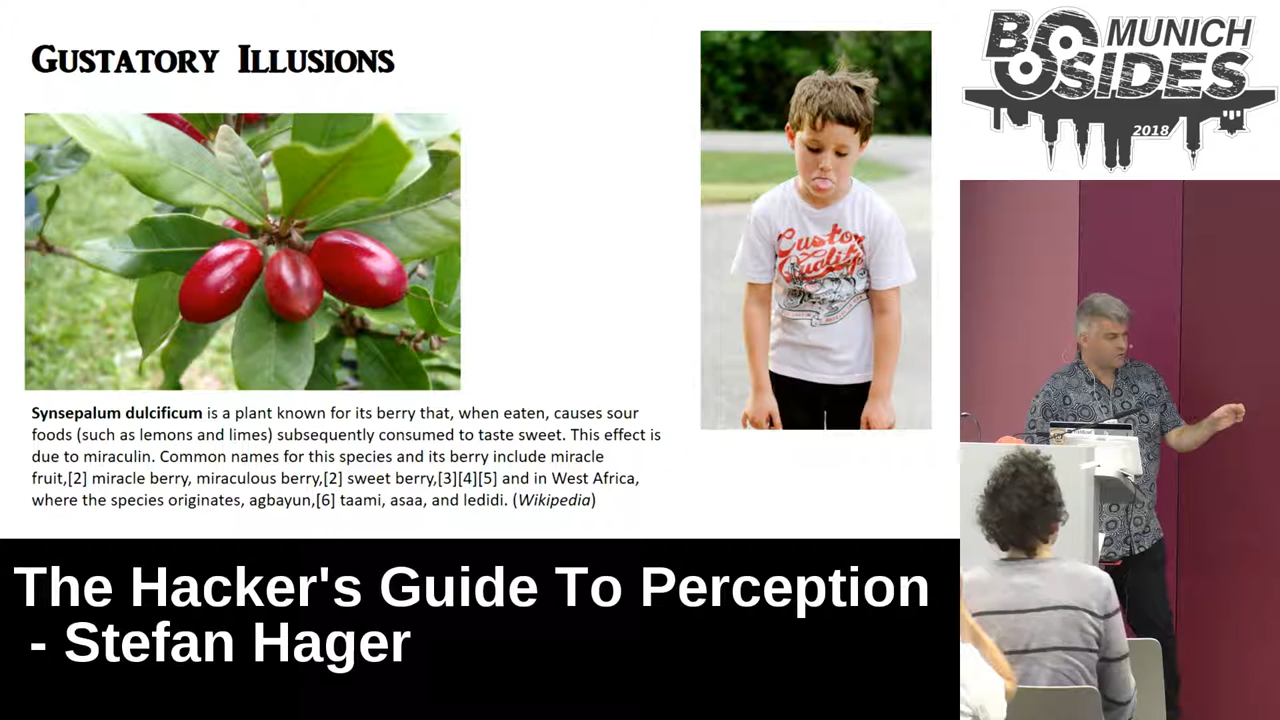 GUSTATORY ILLUSIONS
Synsepalum dulcificum is a plant known for its berry that, when eaten, causes sour
foods (such as lemons and limes) subsequently consumed to taste sweet. This effect is
due to miraculin. Common names for this species and its berry include miracle
fruit,[2] miracle berry, miraculous berry,[2] sweet berry,[3][4][5] and in West Africa,
where the species originates, agbayun,[6] taami, asaa, and ledidi. (Wikipedia)
Custom
Quality
BSIDES MUNICH
2018
The Hacker's Guide To Perception
- Stefan Hager